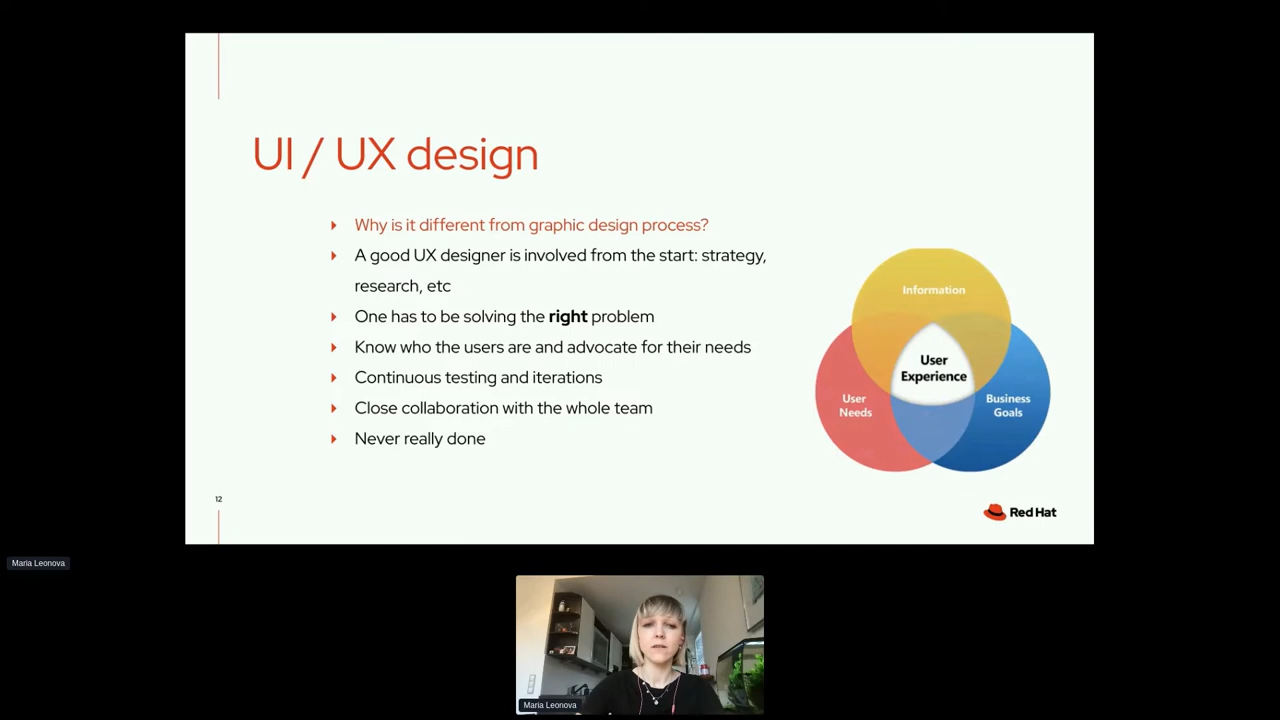 UI / UX design
Why is it different from graphic design process?
A good UX designer is involved from the start: strategy,
research, etc
One has to be solving the right problem
Know who the users are and advocate for their needs
Continuous testing and iterations
Close collaboration with the whole team
Never really done
Information
User
Experience
User
Needs
Business
Goals
12
Red Hat
Maria Leonova
Maria Leonova